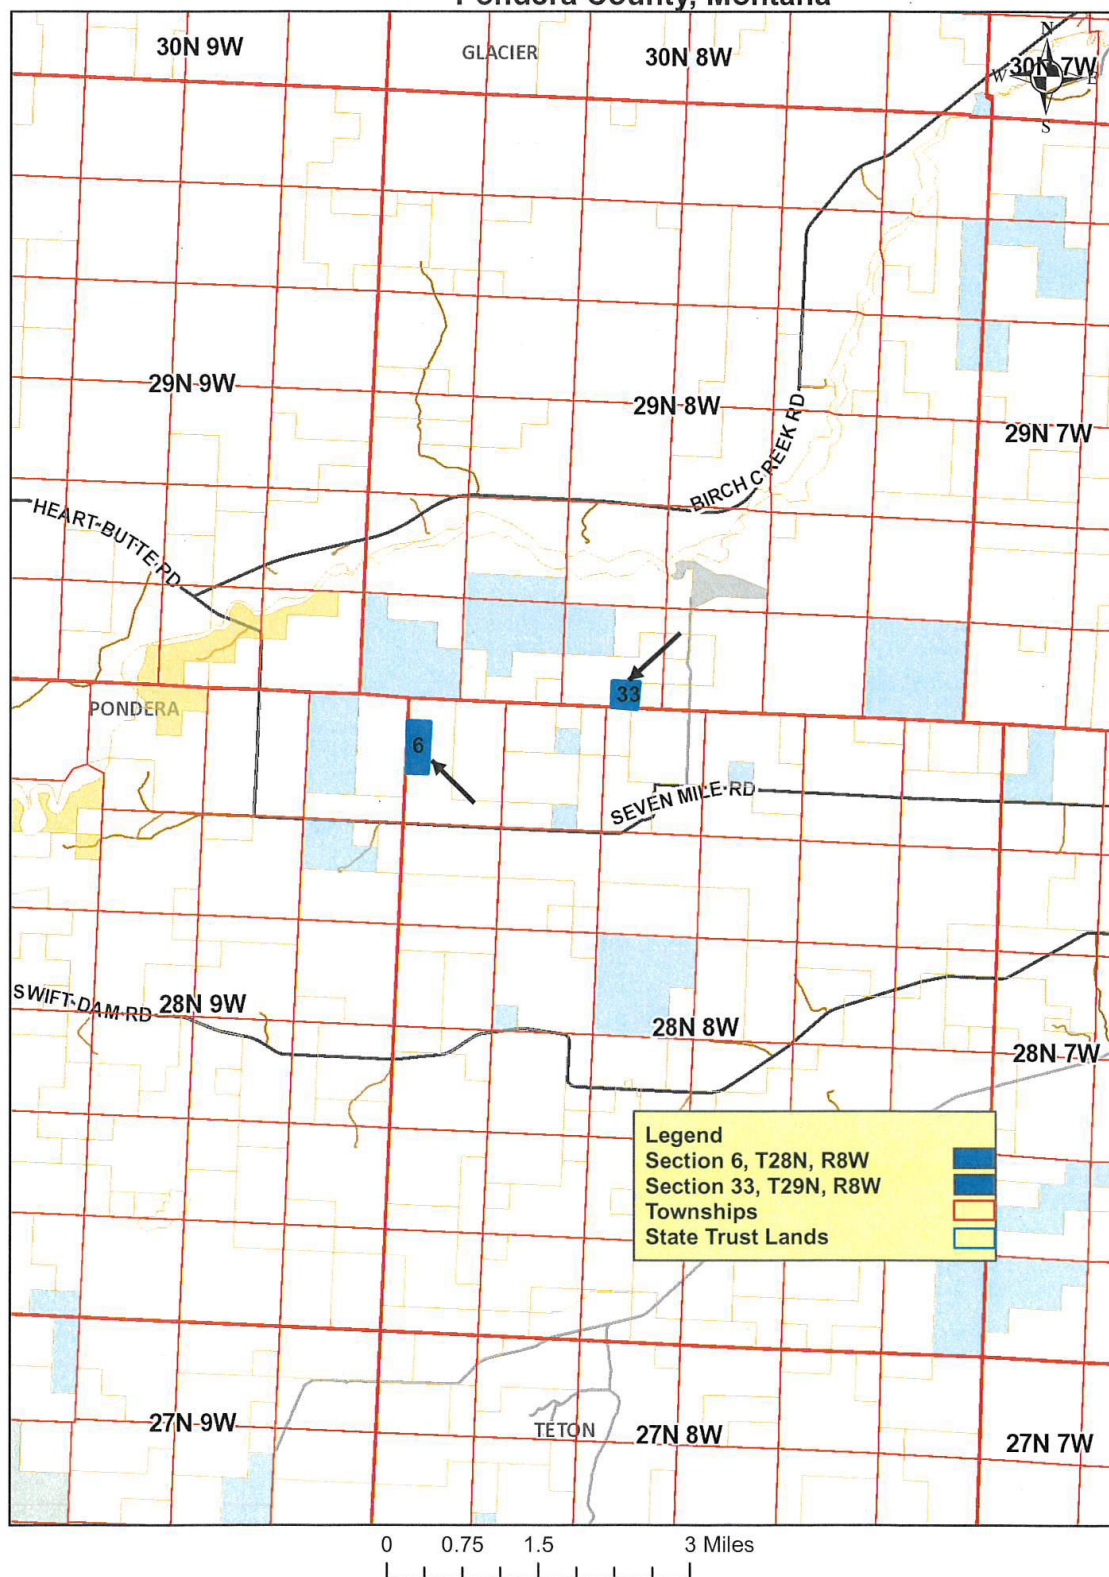 Pondera County, Montana
30N 9W
GLACIER
30N 8W
N
30N 7W
W
E
S
29N 9W
29N 8W
29N 7W
BIRCH CREEK RD
HEART-BUTTE-RD
33
PONDERA
6
SEVEN MILE-RD
SWIFT-DAM-RD
28N 9W
28N 8W
28N 7W
Legend
Section 6, T28N, R8W
Section 33, T29N, R8W
Townships
State Trust Lands
27N 9W
TETON
27N 8W
27N 7W
0 0.75 1.5 3 Miles